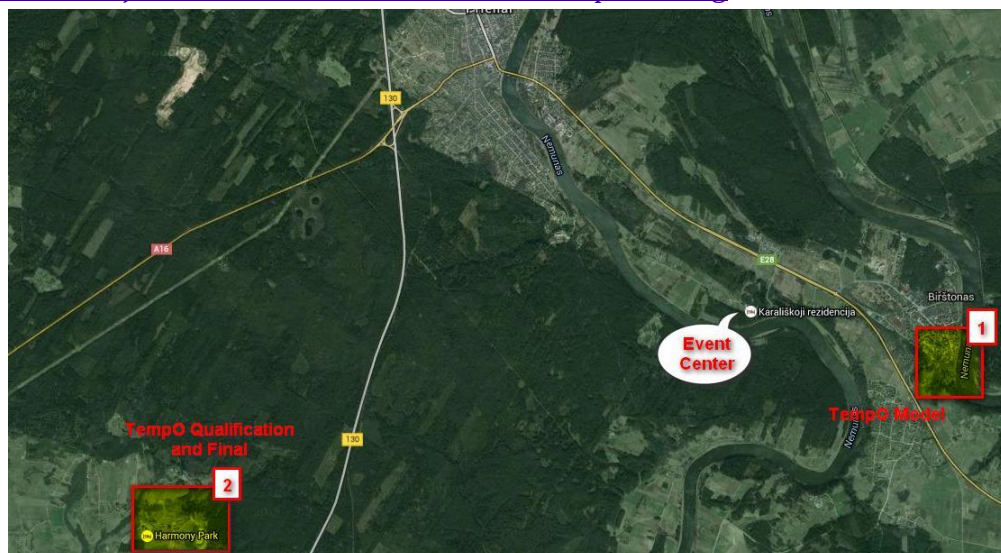 130
Nemunas
A16
E28
Birštonas
Karališkoji rezidencija
1
Event
Center
TempO Model
Nemunas
TempO Qualification
and Final
130
2
Harmony Park